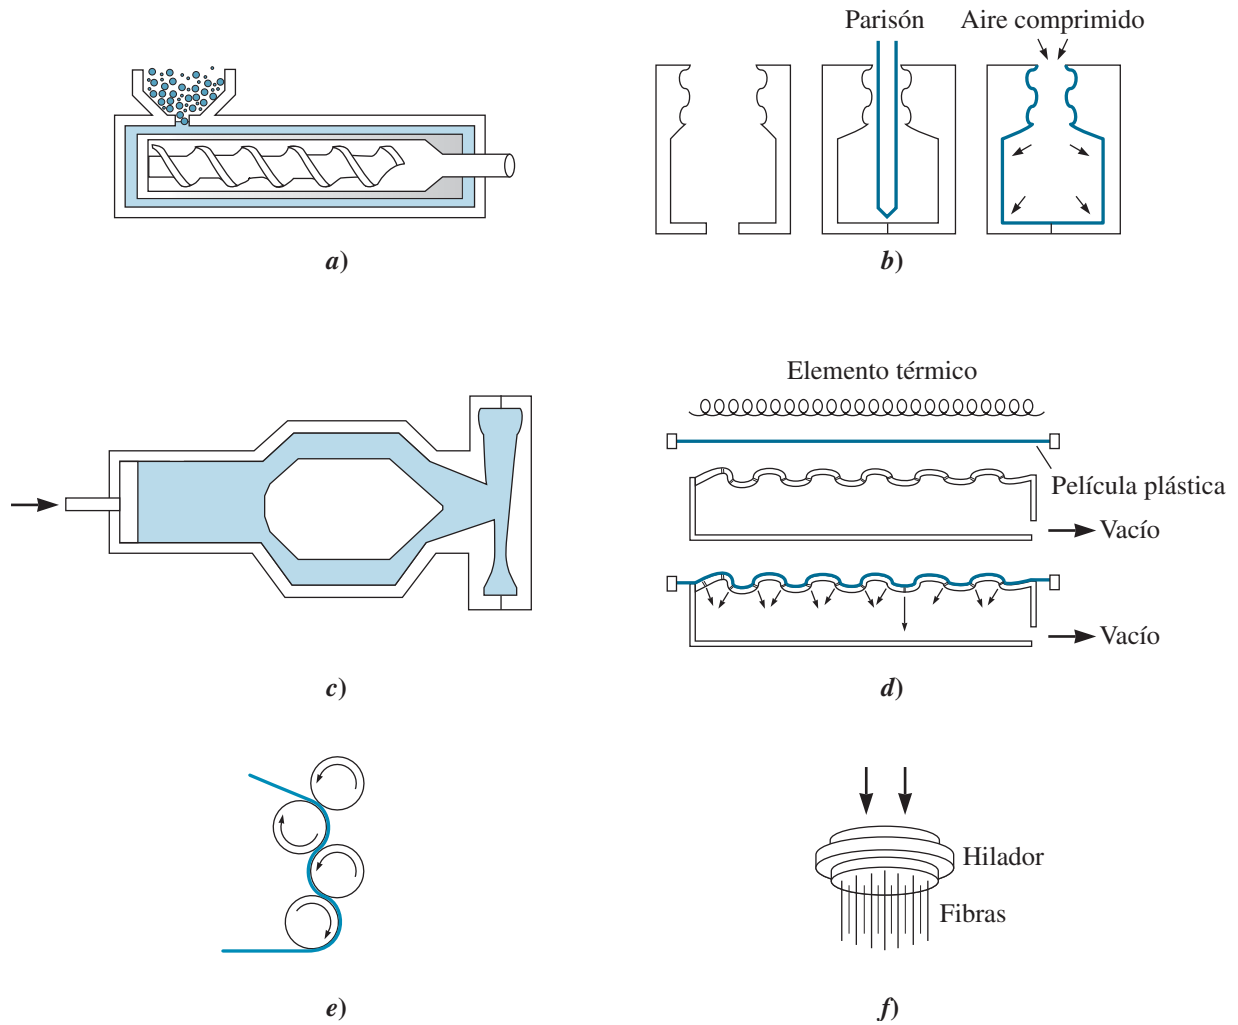 Parisón
Aire comprimido
a)
b)
Elemento térmico
Película plástica
Vacío
Vacío
c)
d)
Hilador
Fibras
e)
f)